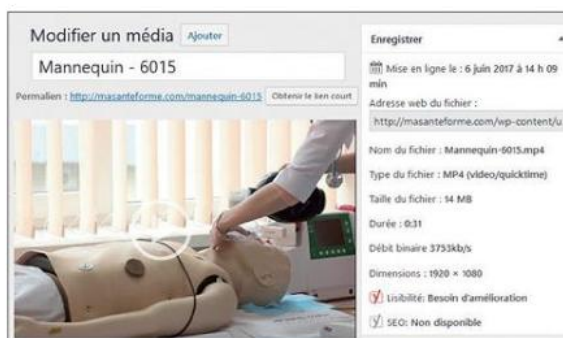 Modifier un média Ajouter
Mannequin - 6015
Permalien : http://masanteforme.com/mannequin-6015 Obtenir le lien court
Enregistrer
Mise en ligne le : 6 juin 2017 à 14 h 09
min
Adresse web du fichier :
http://masanteforme.com/wp-content/u
Nom du fichier : Mannequin-6015.mp4
Type du fichier : MP4 (video/quicktime)
Taille du fichier : 14 MB
Durée : 0:31
Débit binaire 3753kb/s
Dimensions : 1920 × 1080
Lisibilité: Besoin d'amélioration
SEO: Non disponible